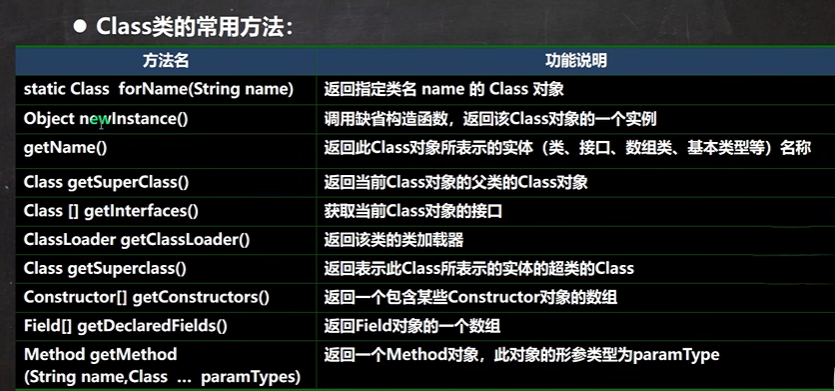 ● Class类的常用方法：
方法名 功能说明
static Class forName(String name) 返回指定类名 name 的 Class 对象
Object newInstance() 调用缺省构造函数，返回该Class对象的一个实例
getName() 返回此Class对象所表示的实体（类、接口、数组类、基本类型等）名称
Class getSuperClass() 返回当前Class对象的父类的Class对象
Class [] getInterfaces() 获取当前Class对象的接口
ClassLoader getClassLoader() 返回该类的类加载器
Class getSuperclass() 返回表示此Class所表示的实体的超类的Class
Constructor[] getConstructors() 返回一个包含某些Constructor对象的数组
Field[] getDeclaredFields() 返回Field对象的一个数组
Method getMethod 返回一个Method对象，此对象的形参类型为paramType
(String name,Class … paramTypes)